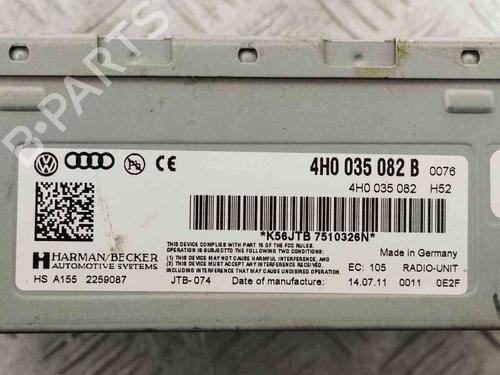 B-PARTS
Pb
CE
4H0 035 082 B 0076
4H0 035 082 H52
*K56JTB 7510326N*
THIS DEVICE COMPLIES WITH PART 15 OF THE FCC RULES.
OPERATION IS SUBJECTED TO THE FOLLOWING TWO CONDITIONS:
(1) THIS DEVICE MAY NOT CAUSE HARMFUL INTERFERENCE, AND
(2) THIS DEVICE MUST ACCEPT ANY INTERFERENCE RECEIVED,
INCLUDING INTERFERENCE THAT MAY CAUSE UNDESIRED OPERATION.
Made in Germany
HARMAN/BECKER
AUTOMOTIVE SYSTEMS
EC: 105 RADIO-UNIT
HS A155 2259087 JTB-074 Date of manufacture: 14.07.11 0011 0E2F